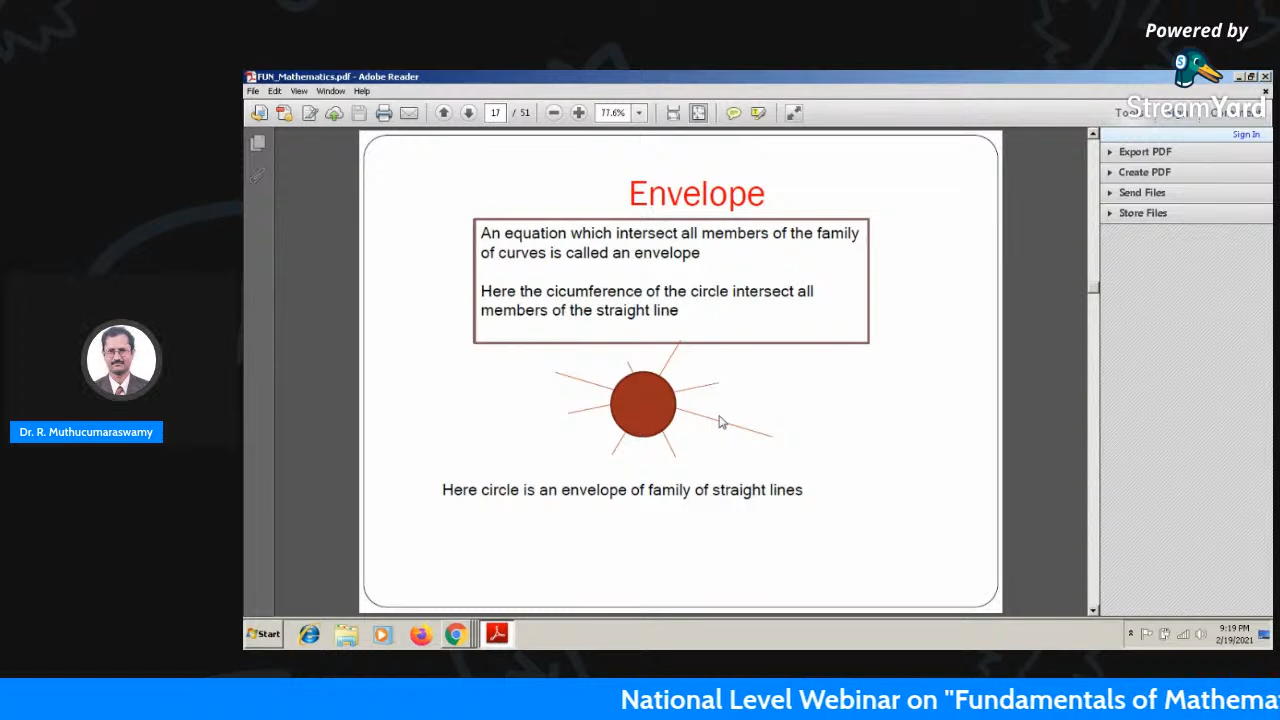 Powered by
StreamYard
FUN_Mathematics.pdf - Adobe Reader
File Edit View Window Help
17 / 51 77.6%
Sign In
Export PDF
Create PDF
Send Files
Store Files
Envelope
An equation which intersect all members of the family
of curves is called an envelope
Here the cicumference of the circle intersect all
members of the straight line
Here circle is an envelope of family of straight lines
Dr. R. Muthucumaraswamy
Start
9:19 PM
2/19/2021
National Level Webinar on "Fundamentals of Mathema